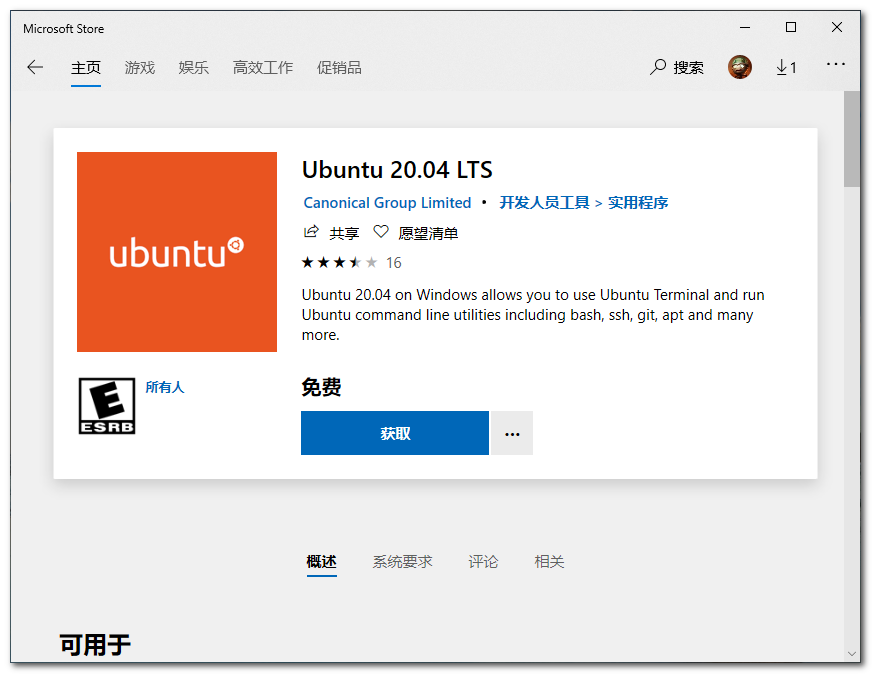 Microsoft Store
主页 游戏 娱乐 高效工作 促销品 搜索 1 ···
Ubuntu 20.04 LTS
Canonical Group Limited • 开发人员工具 > 实用程序
共享 愿望清单
16
ubuntu
Ubuntu 20.04 on Windows allows you to use Ubuntu Terminal and run
Ubuntu command line utilities including bash, ssh, git, apt and many
more.
E
ESRB
所有人
免费
获取 ···
概述 系统要求 评论 相关
可用于